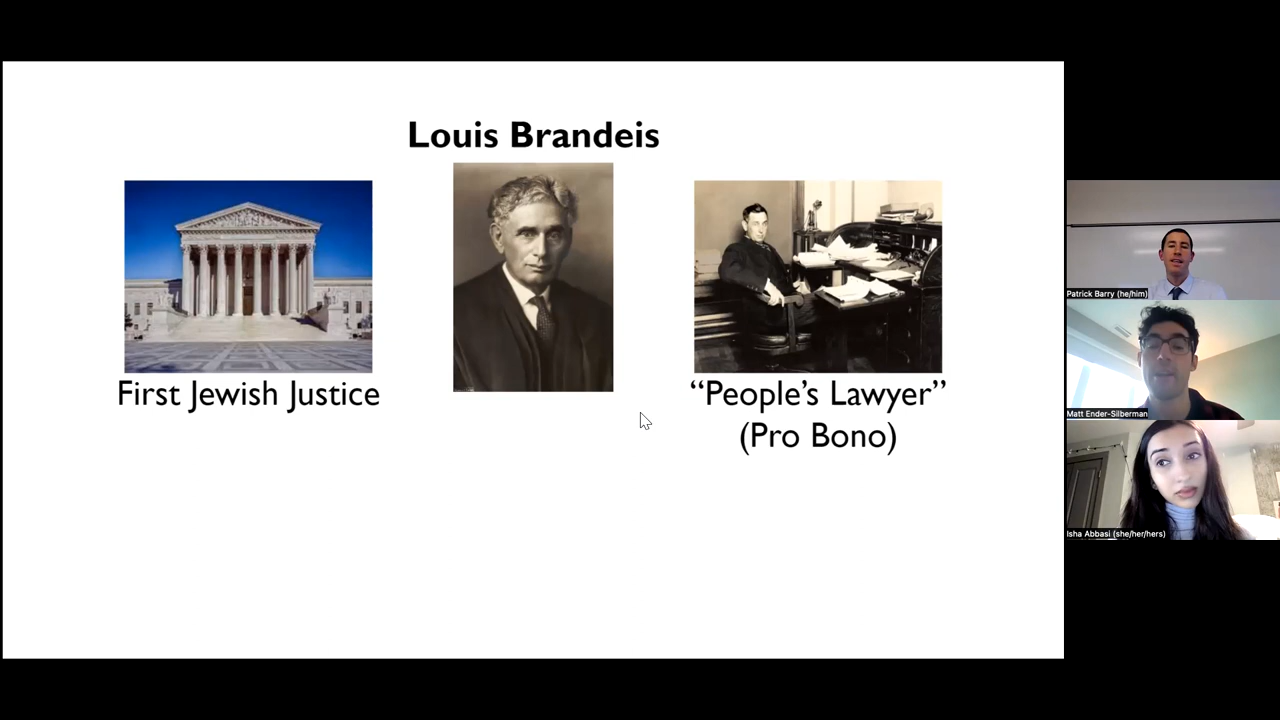 Louis Brandeis
First Jewish Justice
“People’s Lawyer”
(Pro Bono)
Patrick Barry (he/him)
Matt Ender-Silberman
Isha Abbasi (she/her/hers)